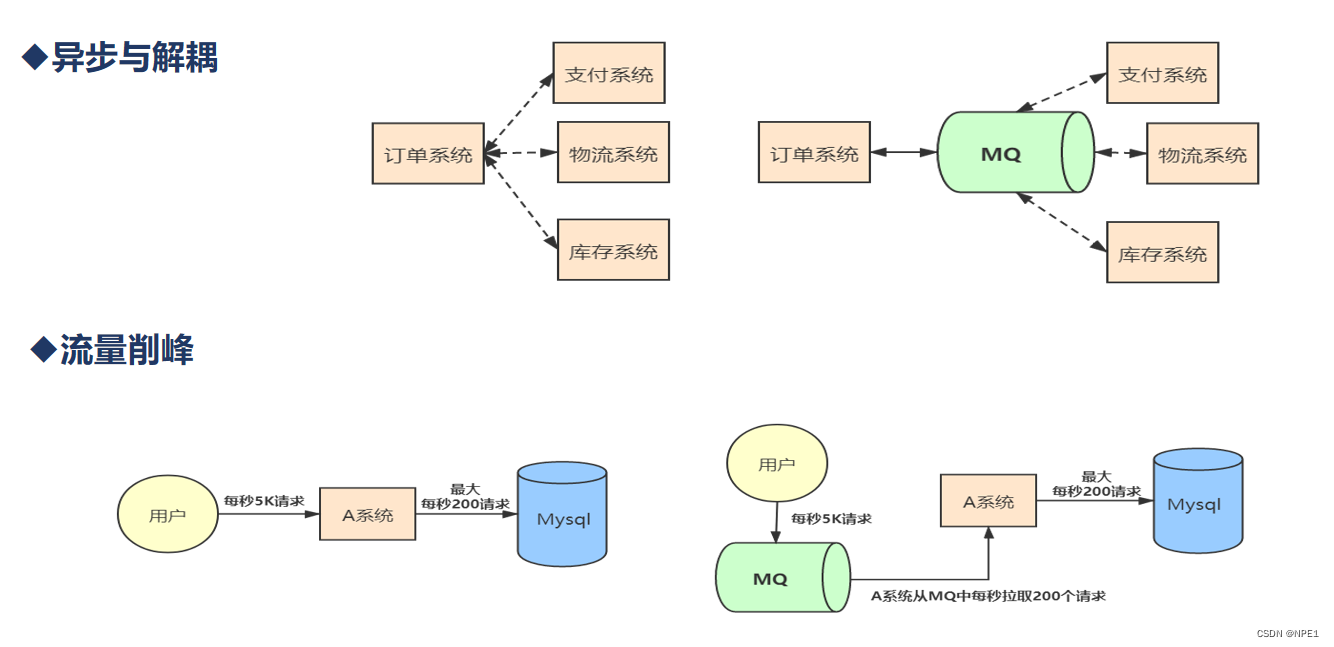 ◆异步与解耦
支付系统
订单系统
物流系统
库存系统
支付系统
订单系统
MQ
物流系统
库存系统
◆流量削峰
用户
每秒5K请求
A系统
最大
每秒200请求
Mysql
用户
每秒5K请求
MQ
A系统从MQ中每秒拉取200个请求
A系统
最大
每秒200请求
Mysql
CSDN @NPE1